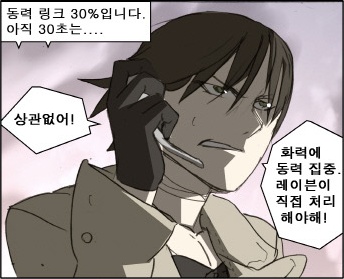 동력 링크 30%입니다.
아직 30초는....
상관없어!
화력에
동력 집중.
레이븐이
직접 처리
해야해!